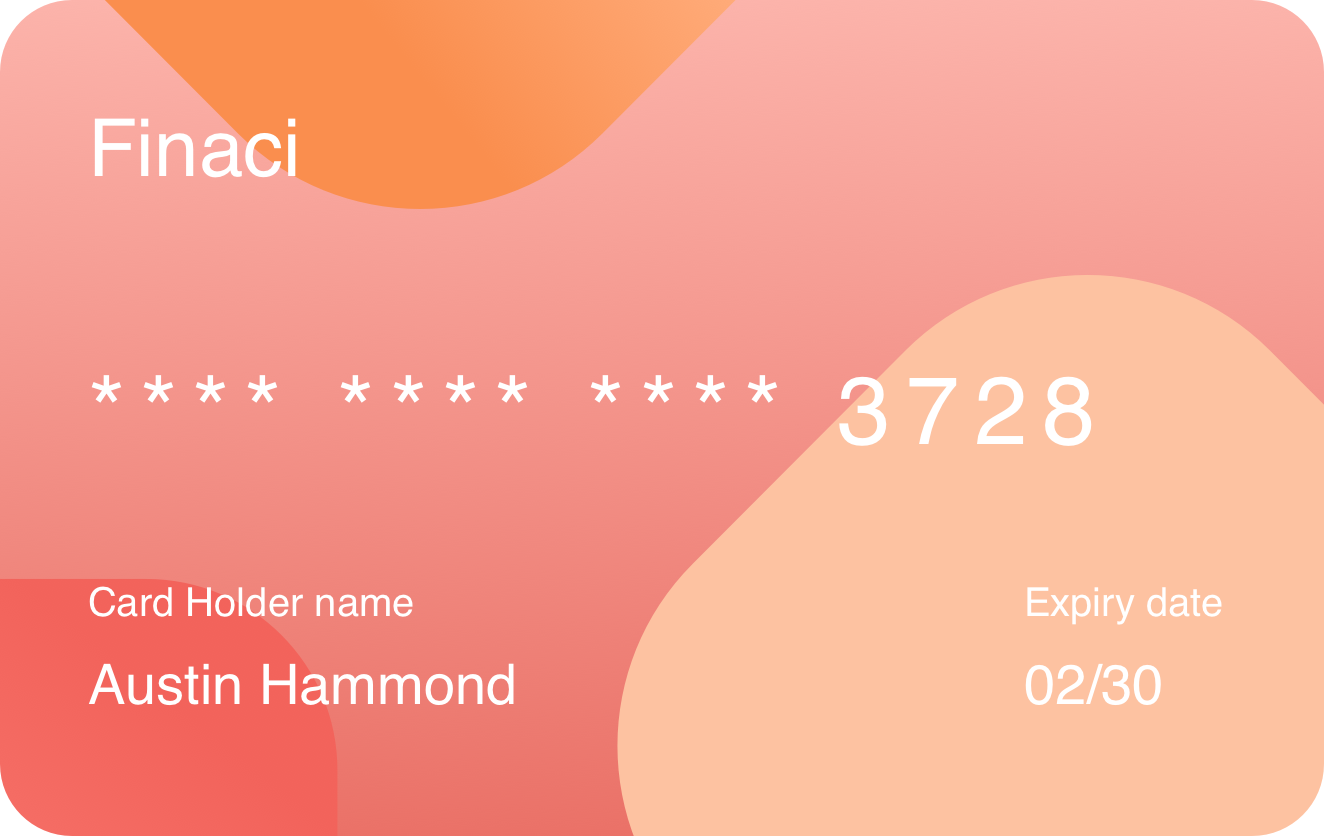 Finaci
**** **** **** 3728
Card Holder name
Expiry date
Austin Hammond
02/30